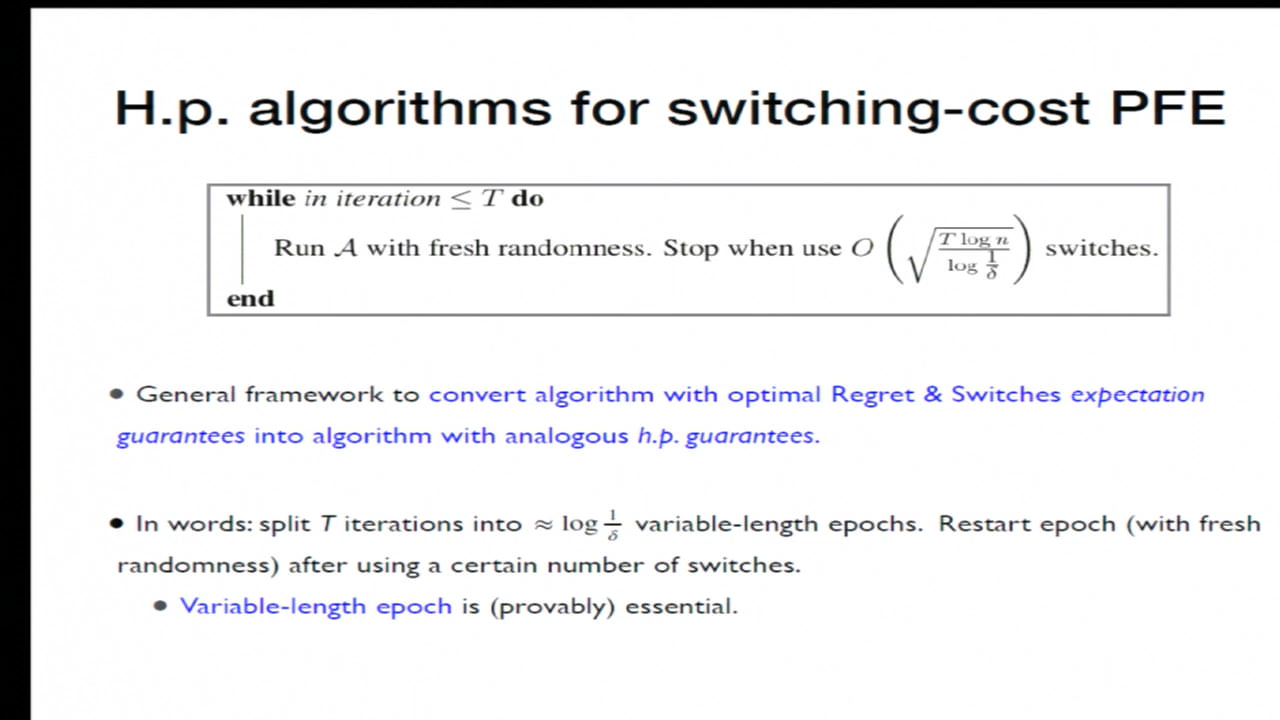 H.p. algorithms for switching-cost PFE
while in iteration ≤ T do
Run 𝒜 with fresh randomness. Stop when use O(√(T log n / log 1/δ)) switches.
end
• General framework to convert algorithm with optimal Regret & Switches expectation
guarantees into algorithm with analogous h.p. guarantees.
• In words: split T iterations into ≈ log 1/δ variable-length epochs. Restart epoch (with fresh
randomness) after using a certain number of switches.
• Variable-length epoch is (provably) essential.